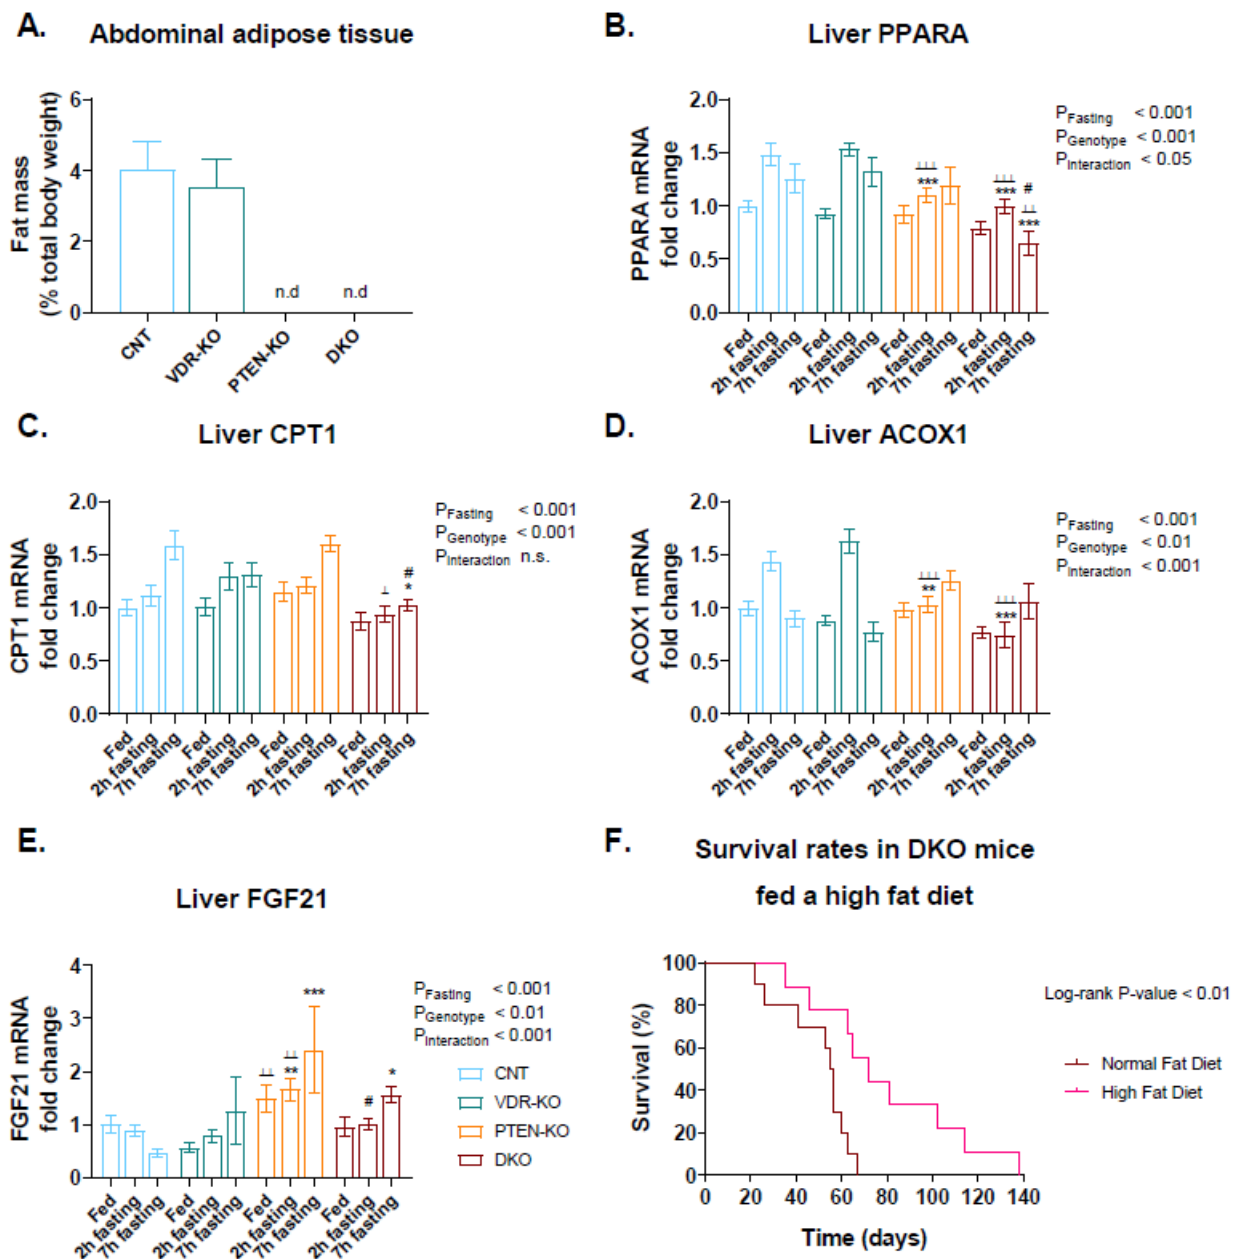 A.
Abdominal adipose tissue
Fat mass
(% total body weight)
6
4
2
0
n.d
n.d
CNT
VDR-KO
PTEN-KO
DKO
B.
Liver PPARA
PPARA mRNA
fold change
2.0
1.5
1.0
0.5
0.0
***
***
#
***
PFasting < 0.001
PGenotype < 0.001
PInteraction < 0.05
Fed
2h fasting
7h fasting
Fed
2h fasting
7h fasting
Fed
2h fasting
7h fasting
Fed
2h fasting
7h fasting
C.
Liver CPT1
CPT1 mRNA
fold change
2.0
1.5
1.0
0.5
0.0
⊥
#
*
PFasting < 0.001
PGenotype < 0.001
PInteraction n.s.
Fed
2h fasting
7h fasting
Fed
2h fasting
7h fasting
Fed
2h fasting
7h fasting
Fed
2h fasting
7h fasting
D.
Liver ACOX1
ACOX1 mRNA
fold change
2.0
1.5
1.0
0.5
0.0
**
***
PFasting < 0.001
PGenotype < 0.01
PInteraction < 0.001
Fed
2h fasting
7h fasting
Fed
2h fasting
7h fasting
Fed
2h fasting
7h fasting
Fed
2h fasting
7h fasting
E.
Liver FGF21
FGF21 mRNA
fold change
4
3
2
1
0
**
***
#
*
PFasting < 0.001
PGenotype < 0.01
PInteraction < 0.001
CNT
VDR-KO
PTEN-KO
DKO
Fed
2h fasting
7h fasting
Fed
2h fasting
7h fasting
Fed
2h fasting
7h fasting
Fed
2h fasting
7h fasting
F.
Survival rates in DKO mice
fed a high fat diet
Survival (%)
100
80
60
40
20
0
0 20 40 60 80 100 120 140
Time (days)
Log-rank P-value < 0.01
Normal Fat Diet
High Fat Diet